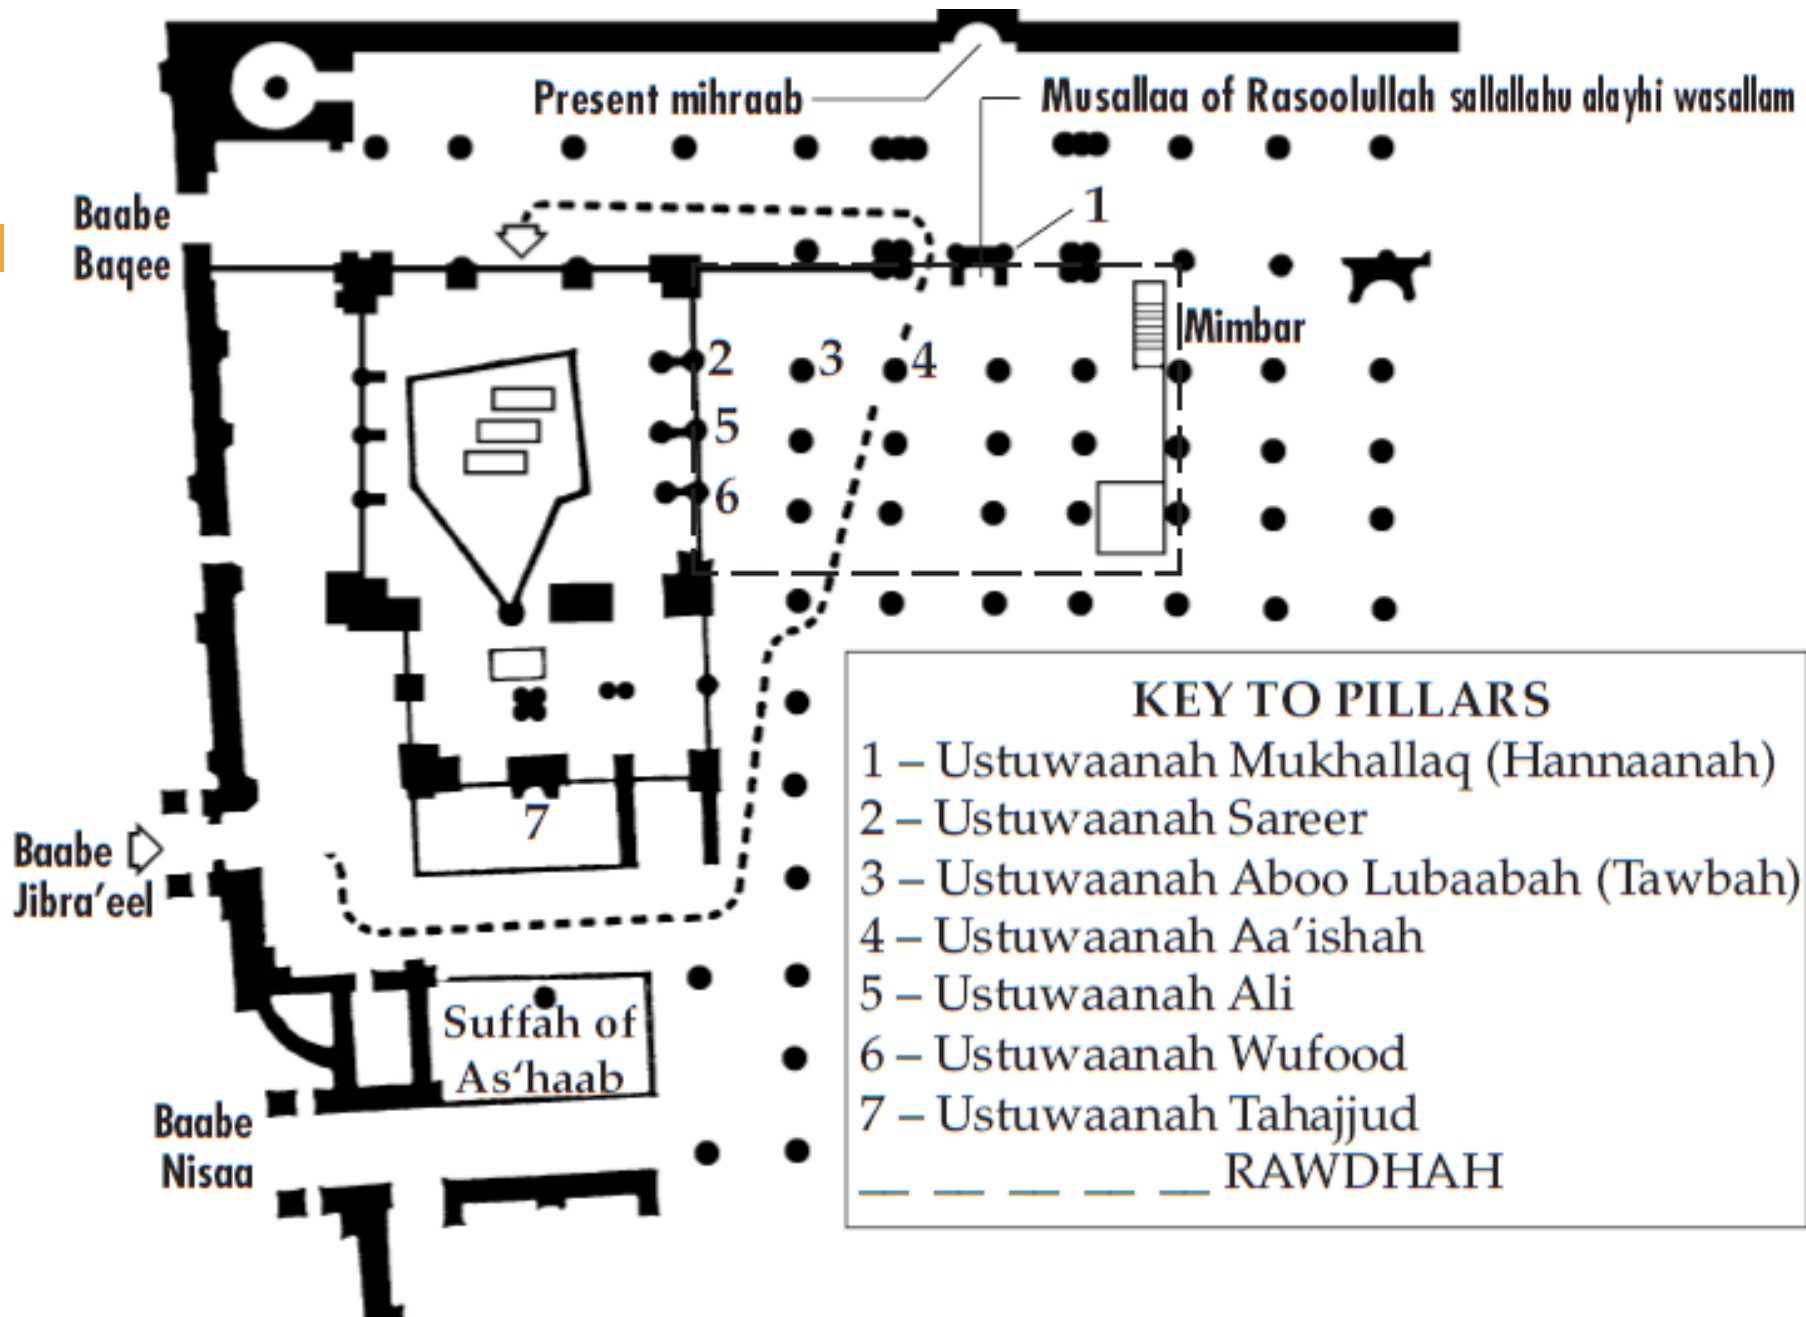 Present mihraab
Musallaa of Rasoolullah sallallahu alayhi wasallam
1
Baabe
Baqee
Mimbar
2
3
4
5
6
7
Baabe
Jibra'eel
Suffah of
As‘haab
Baabe
Nisaa
KEY TO PILLARS
1 – Ustuwaanah Mukhallaq (Hannaanah)
2 – Ustuwaanah Sareer
3 – Ustuwaanah Aboo Lubaabah (Tawbah)
4 – Ustuwaanah Aa’ishah
5 – Ustuwaanah Ali
6 – Ustuwaanah Wufood
7 – Ustuwaanah Tahajjud
RAWDHAH